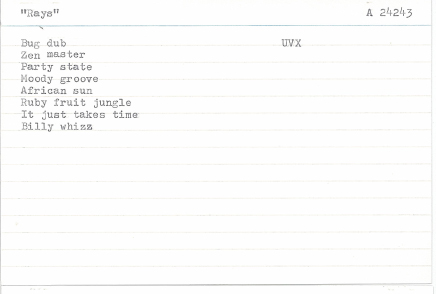 "Rays" A 24243
Bug dub UVX
Zen master
Party state
Moody groove
African sun
Ruby fruit jungle
It just takes time
Billy whizz